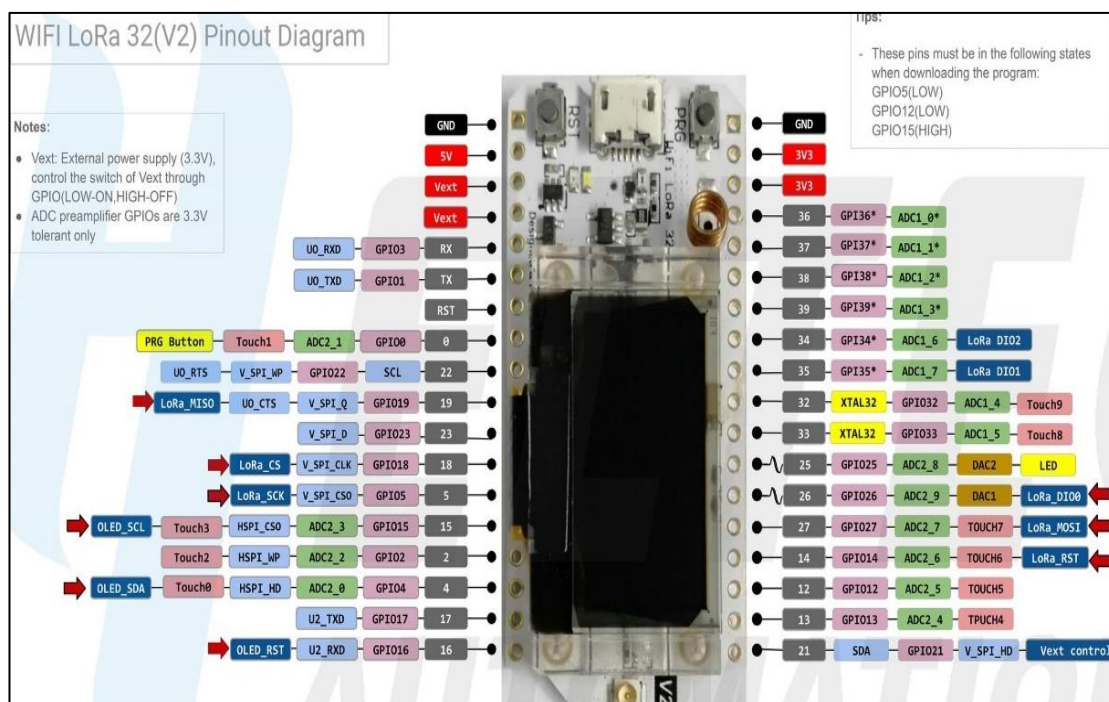 WIFI LoRa 32(V2) Pinout Diagram
Tips:
- These pins must be in the following states
when downloading the program:
GPIO5(LOW)
GPIO12(LOW)
GPIO15(HIGH)
Notes:
● Vext: External power supply (3.3V),
control the switch of Vext through
GPIO(LOW-ON,HIGH-OFF)
● ADC preamplifier GPIOs are 3.3V
tolerant only
RST
PRG
GND
5V
Vext
Vext
UO_RXD GPIO3 RX
UO_TXD GPIO1 TX
RST
PRG Button Touch1 ADC2_1 GPIO0 0
UO_RTS V_SPI_WP GPIO22 SCL 22
LoRa_MISO UO_CTS V_SPI_Q GPIO19 19
V_SPI_D GPIO23 23
LoRa_CS V_SPI_CLK GPIO18 18
LoRa_SCK V_SPI_CSO GPIO5 5
OLED_SCL Touch3 HSPI_CSO ADC2_3 GPIO15 15
Touch2 HSPI_WP ADC2_2 GPIO2 2
OLED_SDA Touch0 HSPI_HD ADC2_0 GPIO4 4
U2_TXD GPIO17 17
OLED_RST U2_RXD GPIO16 16
GND
3V3
3V3
36 GPI36* ADC1_0*
37 GPI37* ADC1_1*
38 GPI38* ADC1_2*
39 GPI39* ADC1_3*
34 GPI34* ADC1_6 LoRa DIO2
35 GPI35* ADC1_7 LoRa DIO1
32 XTAL32 GPIO32 ADC1_4 Touch9
33 XTAL32 GPIO33 ADC1_5 Touch8
25 GPIO25 ADC2_8 DAC2 LED
26 GPIO26 ADC2_9 DAC1 LoRa_DIO0
27 GPIO27 ADC2_7 TOUCH7 LoRa_MOSI
14 GPIO14 ADC2_6 TOUCH6 LoRa_RST
12 GPIO12 ADC2_5 TOUCH5
13 GPIO13 ADC2_4 TPUCH4
21 SDA GPIO21 V_SPI_HD Vext control
V2